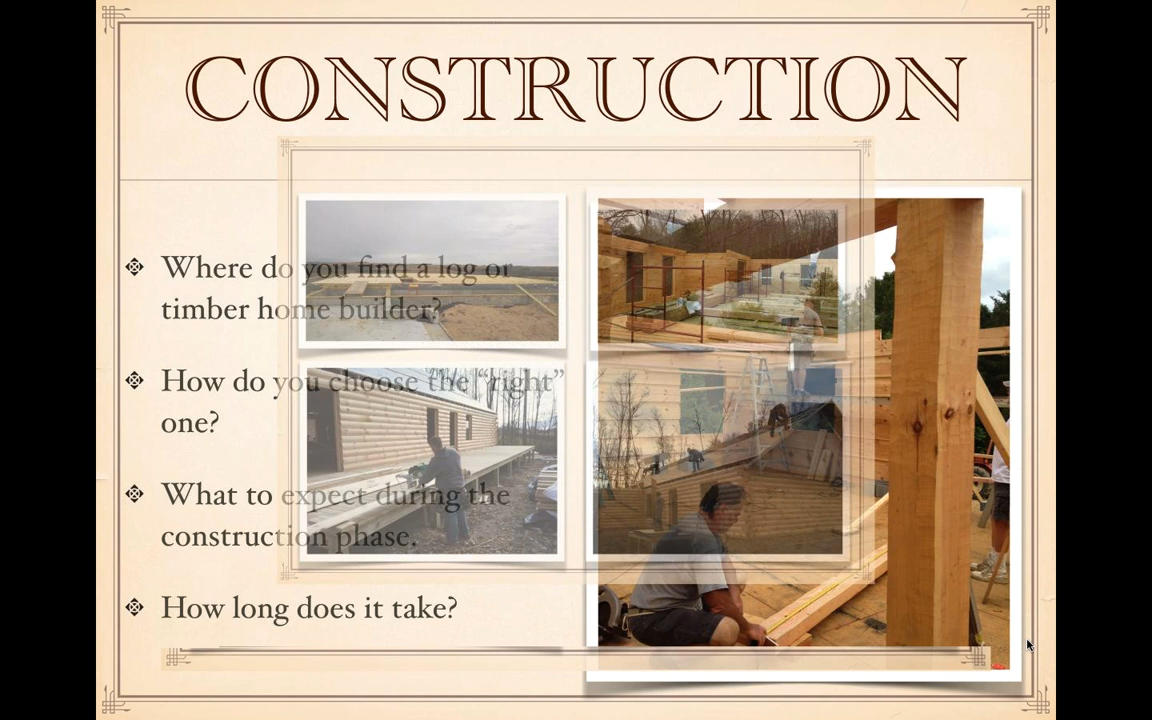 CONSTRUCTION
Where do you find a log or
timber home builder?
How do you choose the "right"
one?
What to expect during the
construction phase.
How long does it take?